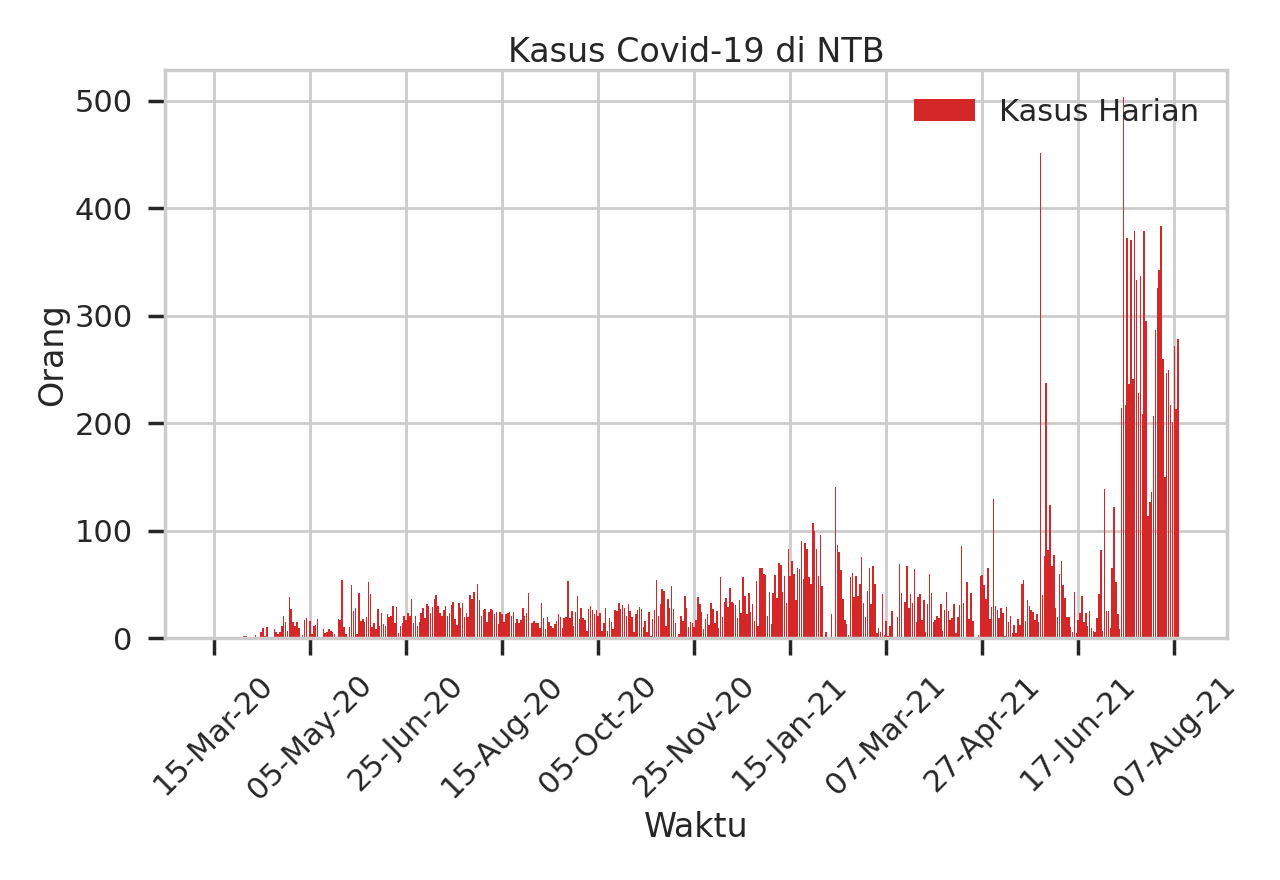 Kasus Covid-19 di NTB
Kasus Harian
Orang
500
400
300
200
100
0
15-Mar-20
05-May-20
25-Jun-20
15-Aug-20
05-Oct-20
25-Nov-20
15-Jan-21
07-Mar-21
27-Apr-21
17-Jun-21
07-Aug-21
Waktu